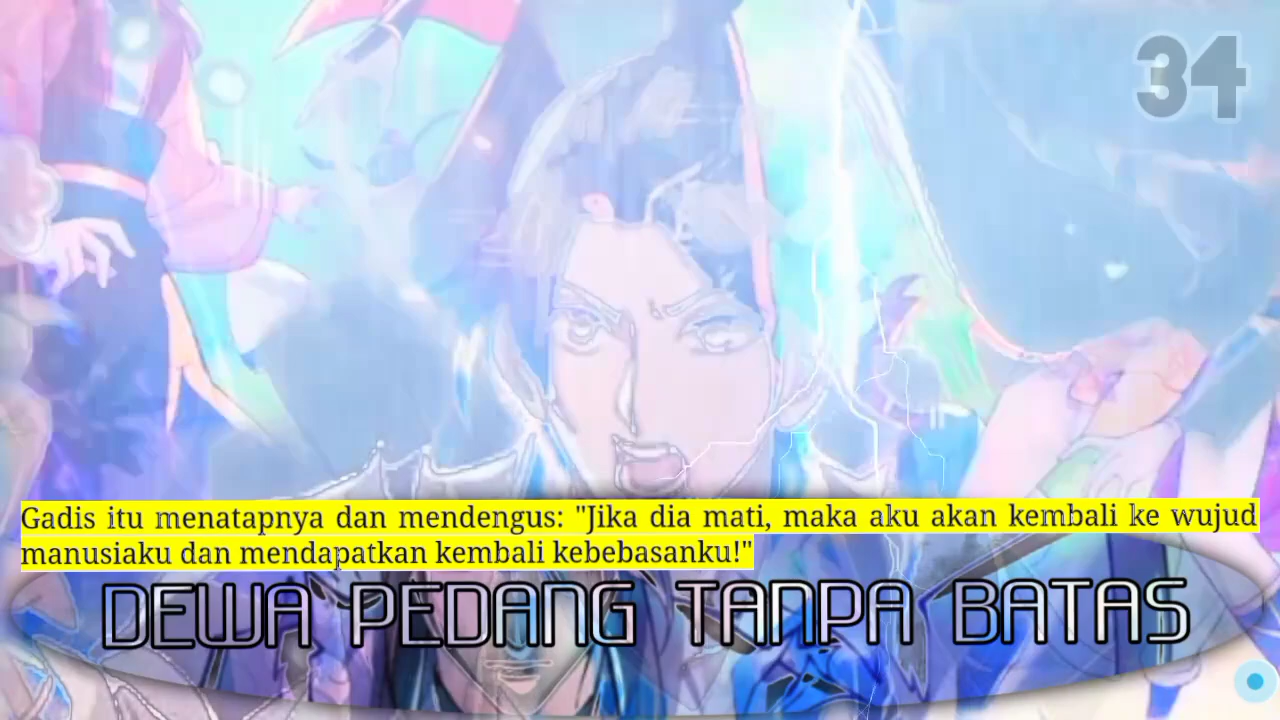 34
Gadis itu menatapnya dan mendengus: "Jika dia mati, maka aku akan kembali ke wujud
manusiaku dan mendapatkan kembali kebebasanku!"
DEWA PEDANG TANPA BATAS